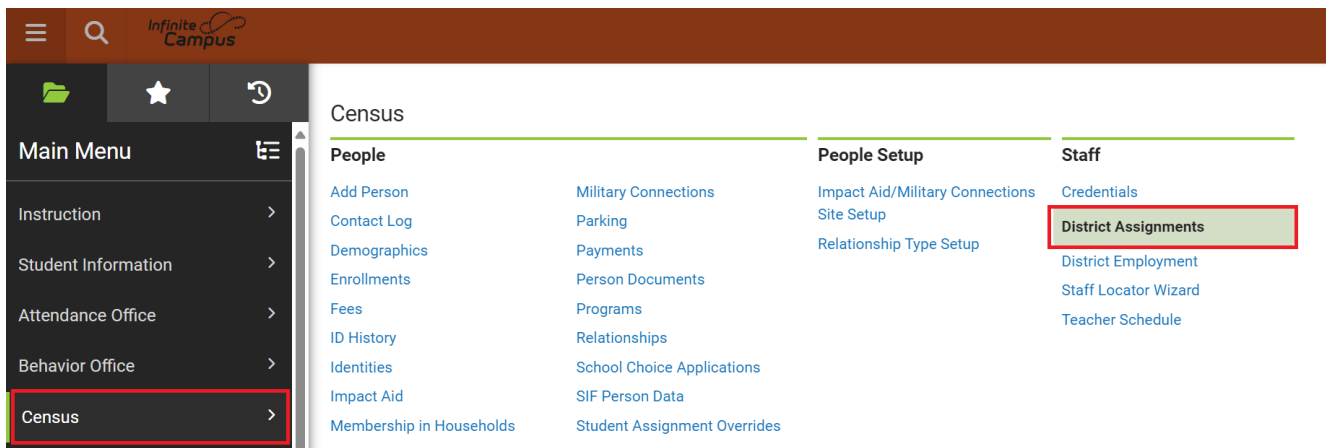 Infinite
Campus
Main Menu
Instruction
Student Information
Attendance Office
Behavior Office
Census
Census
People
Add Person
Contact Log
Demographics
Enrollments
Fees
ID History
Identities
Impact Aid
Membership in Households
Military Connections
Parking
Payments
Person Documents
Programs
Relationships
School Choice Applications
SIF Person Data
Student Assignment Overrides
People Setup
Impact Aid/Military Connections
Site Setup
Relationship Type Setup
Staff
Credentials
District Assignments
District Employment
Staff Locator Wizard
Teacher Schedule